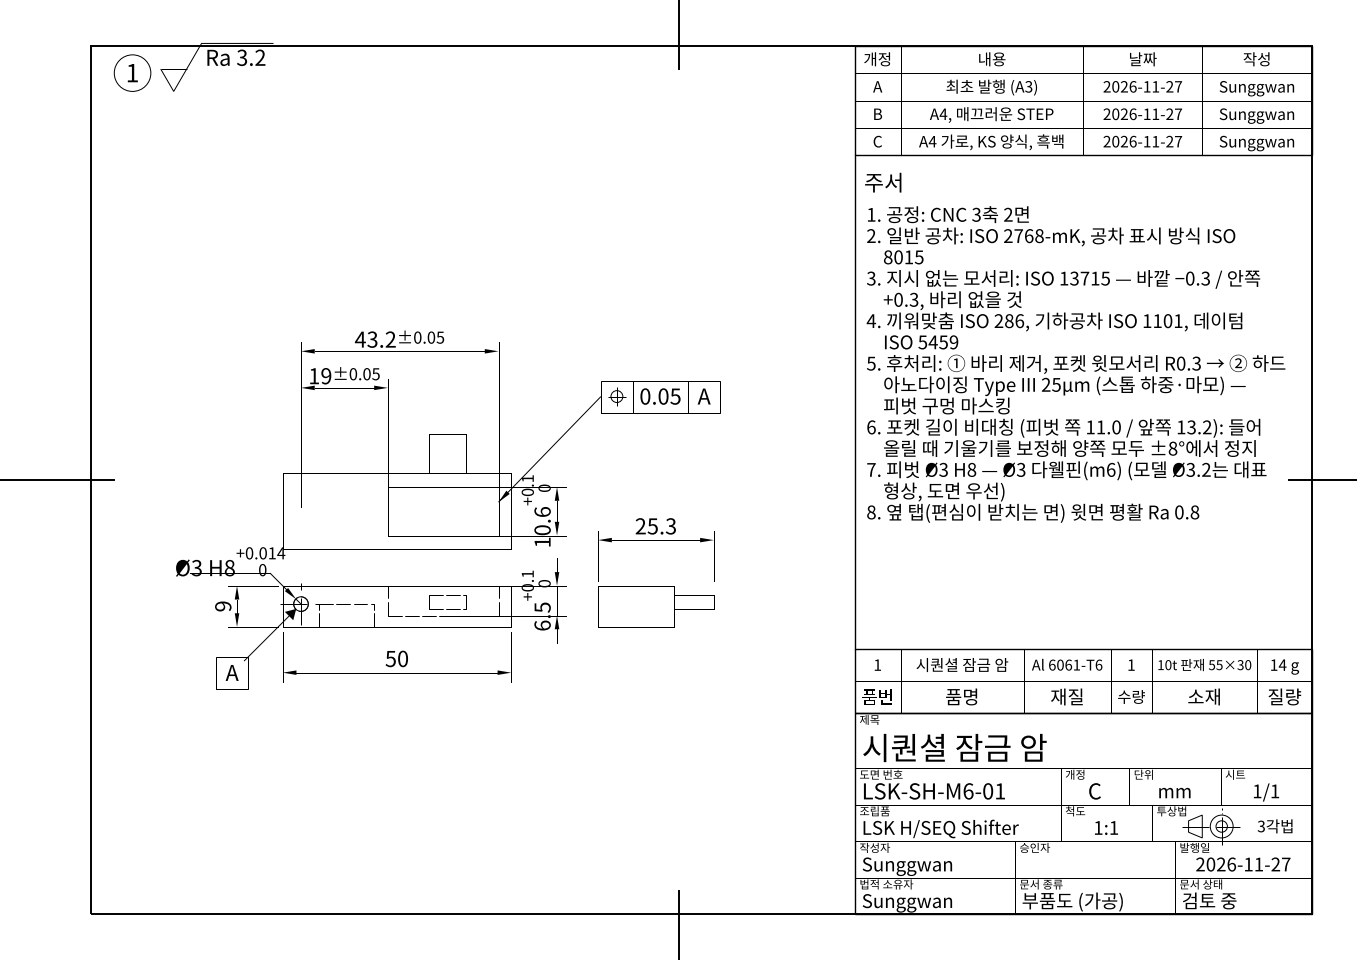 1 Ra 3.2
개정 내용 날짜 작성
A 최초 발행 (A3) 2026-11-27 Sunggwan
B A4, 매끄러운 STEP 2026-11-27 Sunggwan
C A4 가로, KS 양식, 흑백 2026-11-27 Sunggwan
주서
1. 공정: CNC 3축 2면
2. 일반 공차: ISO 2768-mK, 공차 표시 방식 ISO
8015
3. 지시 없는 모서리: ISO 13715 — 바깥 −0.3 / 안쪽
+0.3, 바리 없을 것
4. 끼워맞춤 ISO 286, 기하공차 ISO 1101, 데이텀
ISO 5459
5. 후처리: ① 바리 제거, 포켓 윗모서리 R0.3 → ② 하드
아노다이징 Type III 25µm (스톱 하중·마모) —
피벗 구멍 마스킹
6. 포켓 길이 비대칭 (피벗 쪽 11.0 / 앞쪽 13.2): 들어
올릴 때 기울기를 보정해 양쪽 모두 ±8°에서 정지
7. 피벗 Ø3 H8 — Ø3 다웰핀(m6) (모델 Ø3.2는 대표
형상, 도면 우선)
8. 옆 탭(편심이 받치는 면) 윗면 평활 Ra 0.8
43.2±0.05
19±0.05
0.05 A
10.6 +0.1 0
25.3
Ø3 H8 +0.014 0
9
6.5 +0.1 0
50
A
1 시퀀셜 잠금 암 Al 6061-T6 1 10t 판재 55×30 14 g
품번 품명 재질 수량 소재 질량
제목
시퀀셜 잠금 암
도면 번호 개정 단위 시트
LSK-SH-M6-01 C mm 1/1
조립품 척도 투상법
LSK H/SEQ Shifter 1:1 3각법
작성자 승인자 발행일
Sunggwan 2026-11-27
법적 소유자 문서 종류 문서 상태
Sunggwan 부품도 (가공) 검토 중